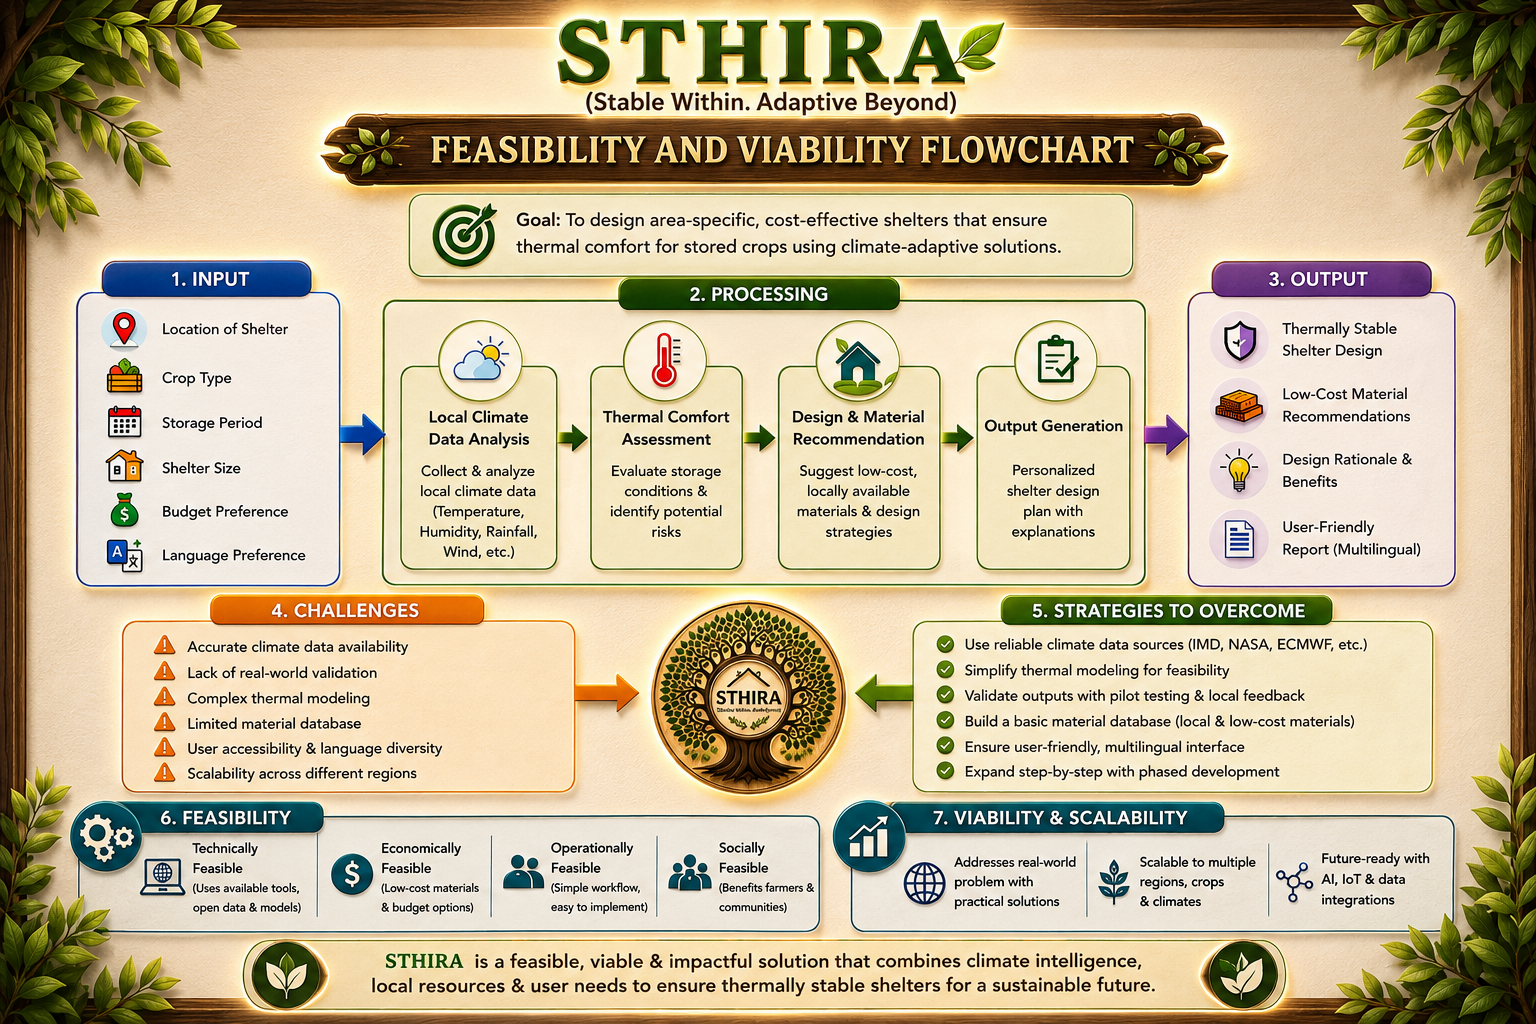 STHIRA
(Stable Within. Adaptive Beyond)
FEASIBILITY AND VIABILITY FLOWCHART
Goal: To design area-specific, cost-effective shelters that ensure
thermal comfort for stored crops using climate-adaptive solutions.
1. INPUT
Location of Shelter
Crop Type
Storage Period
Shelter Size
Budget Preference
Language Preference
2. PROCESSING
Local Climate
Data Analysis
Collect & analyze
local climate data
(Temperature,
Humidity, Rainfall,
Wind, etc.)
Thermal Comfort
Assessment
Evaluate storage
conditions &
identify potential
risks
Design & Material
Recommendation
Suggest low-cost,
locally available
materials & design
strategies
Output Generation
Personalized
shelter design
plan with
explanations
3. OUTPUT
Thermally Stable
Shelter Design
Low-Cost Material
Recommendations
Design Rationale &
Benefits
User-Friendly
Report (Multilingual)
4. CHALLENGES
Accurate climate data availability
Lack of real-world validation
Complex thermal modeling
Limited material database
User accessibility & language diversity
Scalability across different regions
STHIRA
5. STRATEGIES TO OVERCOME
Use reliable climate data sources (IMD, NASA, ECMWF, etc.)
Simplify thermal modeling for feasibility
Validate outputs with pilot testing & local feedback
Build a basic material database (local & low-cost materials)
Ensure user-friendly, multilingual interface
Expand step-by-step with phased development
6. FEASIBILITY
Technically
Feasible
(Uses available tools,
open data & models)
$
Economically
Feasible
(Low-cost materials
& budget options)
Operationally
Feasible
(Simple workflow,
easy to implement)
Socially
Feasible
(Benefits farmers &
communities)
7. VIABILITY & SCALABILITY
Addresses real-world
problem with
practical solutions
Scalable to multiple
regions, crops
& climates
Future-ready with
AI, IoT & data
integrations
STHIRA is a feasible, viable & impactful solution that combines climate intelligence,
local resources & user needs to ensure thermally stable shelters for a sustainable future.